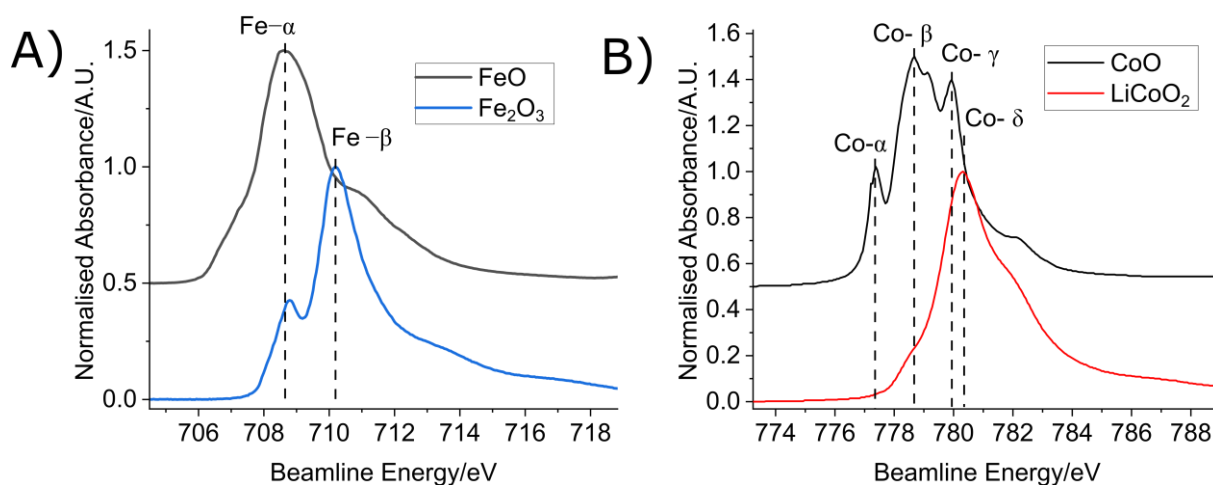 A)
Fe−α
FeO
Fe₂O₃
Fe −β
1.5
1.0
0.5
0.0
Normalised Absorbance/A.U.
706 708 710 712 714 716 718
Beamline Energy/eV
B)
Co- β
Co- γ
CoO
LiCoO₂
Co- δ
Co-α
1.6
1.4
1.2
1.0
0.8
0.6
0.4
0.2
0.0
Normalised Absorbance/A.U.
774 776 778 780 782 784 786 788
Beamline Energy/eV